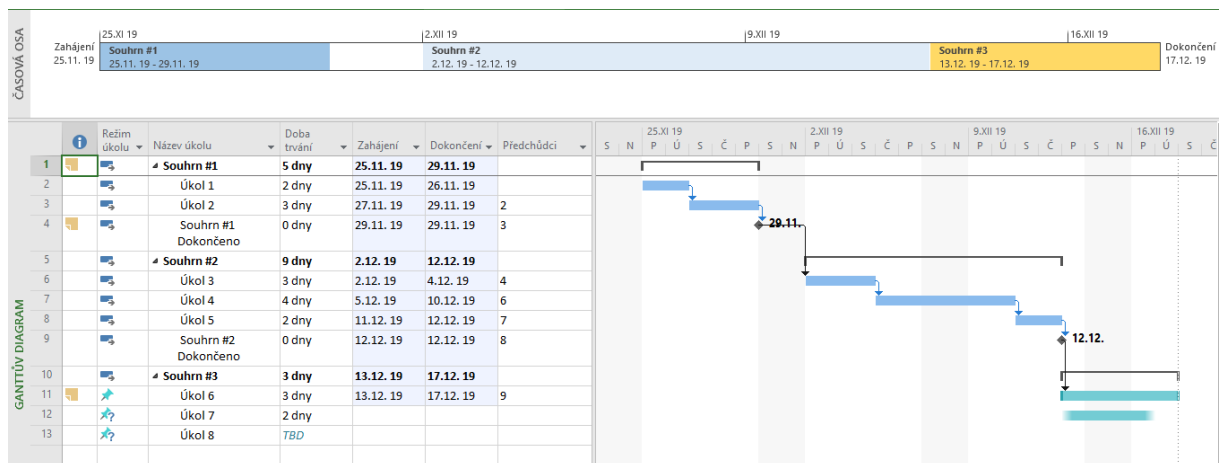 ČASOVÁ OSA
25.XI 19 2.XII 19 9.XII 19 16.XII 19
Zahájení
25.11. 19
Souhrn #1
25.11. 19 - 29.11. 19
Souhrn #2
2.12. 19 - 12.12. 19
Souhrn #3
13.12. 19 - 17.12. 19
Dokončení
17.12. 19
GANTTŮV DIAGRAM
Režim úkolu Název úkolu Doba trvání Zahájení Dokončení Předchůdci
25.XI 19 2.XII 19 9.XII 19 16.XII 19
S N P Ú S Č P S N P Ú S Č P S N P Ú S Č P S N P Ú S Č
1 Souhrn #1 5 dny 25.11. 19 29.11. 19
2 Úkol 1 2 dny 25.11. 19 26.11. 19
3 Úkol 2 3 dny 27.11. 19 29.11. 19 2
4 Souhrn #1 Dokončeno 0 dny 29.11. 19 29.11. 19 3
29.11.
5 Souhrn #2 9 dny 2.12. 19 12.12. 19
6 Úkol 3 3 dny 2.12. 19 4.12. 19 4
7 Úkol 4 4 dny 5.12. 19 10.12. 19 6
8 Úkol 5 2 dny 11.12. 19 12.12. 19 7
9 Souhrn #2 Dokončeno 0 dny 12.12. 19 12.12. 19 8
12.12.
10 Souhrn #3 3 dny 13.12. 19 17.12. 19
11 Úkol 6 3 dny 13.12. 19 17.12. 19 9
12 Úkol 7 2 dny
13 Úkol 8 TBD